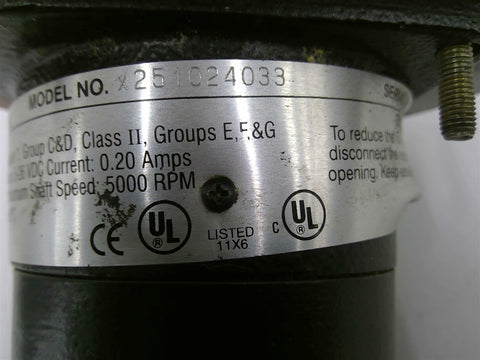 MODEL NO. X251024033
Group C&D, Class II, Groups E,F&G
VDC Current: 0.20 Amps
Shaft Speed: 5000 RPM
To reduce the
disconnect the
opening. Keep
CE UL LISTED C UL
11X6